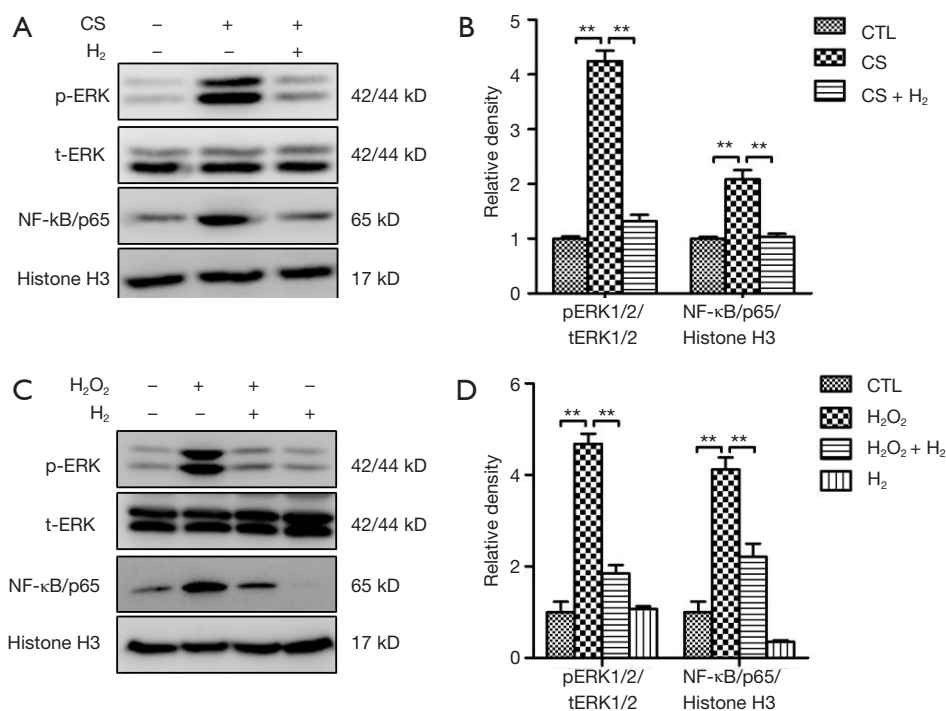 A
CS – + +
H₂ – – +
p-ERK 42/44 kD
t-ERK 42/44 kD
NF-kB/p65 65 kD
Histone H3 17 kD
B
Relative density
5
4
3
2
1
0
** **
** **
pERK1/2/
tERK1/2
NF-κB/p65/
Histone H3
CTL
CS
CS + H₂
C
H₂O₂ – + + –
H₂ – – + +
p-ERK 42/44 kD
t-ERK 42/44 kD
NF-κB/p65 65 kD
Histone H3 17 kD
D
Relative density
6
4
2
0
** **
** **
pERK1/2/
tERK1/2
NF-κB/p65/
Histone H3
CTL
H₂O₂
H₂O₂ + H₂
H₂